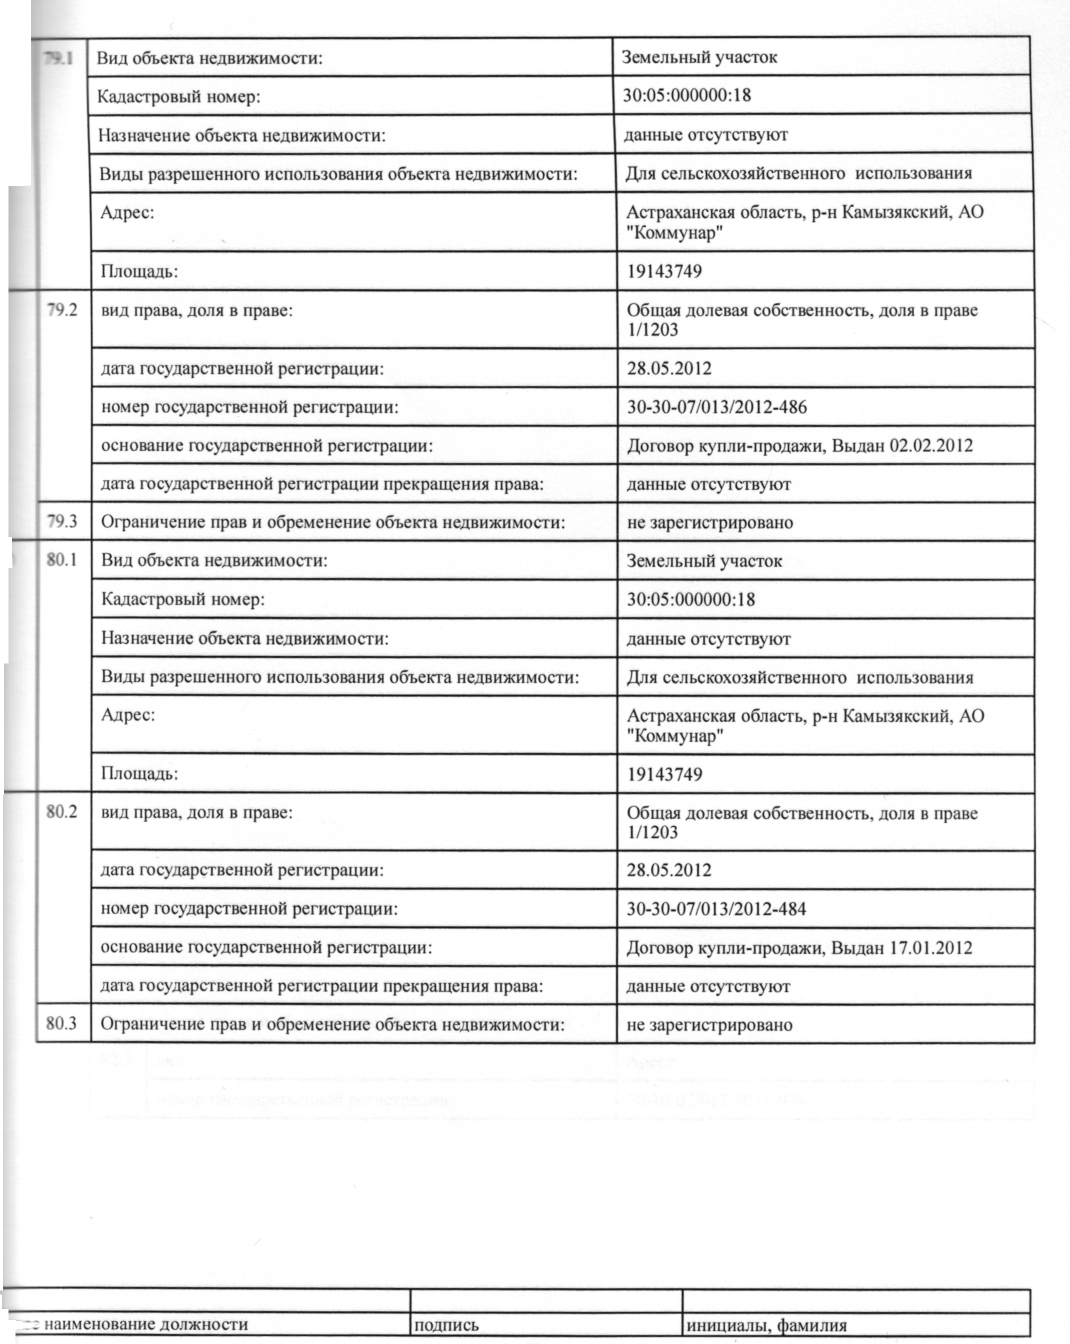 79.1 Вид объекта недвижимости: Земельный участок
Кадастровый номер: 30:05:000000:18
Назначение объекта недвижимости: данные отсутствуют
Виды разрешенного использования объекта недвижимости: Для сельскохозяйственного использования
Адрес: Астраханская область, р-н Камызякский, АО
"Коммунар"
Площадь: 19143749
79.2 вид права, доля в праве: Общая долевая собственность, доля в праве
1/1203
дата государственной регистрации: 28.05.2012
номер государственной регистрации: 30-30-07/013/2012-486
основание государственной регистрации: Договор купли-продажи, Выдан 02.02.2012
дата государственной регистрации прекращения права: данные отсутствуют
79.3 Ограничение прав и обременение объекта недвижимости: не зарегистрировано
80.1 Вид объекта недвижимости: Земельный участок
Кадастровый номер: 30:05:000000:18
Назначение объекта недвижимости: данные отсутствуют
Виды разрешенного использования объекта недвижимости: Для сельскохозяйственного использования
Адрес: Астраханская область, р-н Камызякский, АО
"Коммунар"
Площадь: 19143749
80.2 вид права, доля в праве: Общая долевая собственность, доля в праве
1/1203
дата государственной регистрации: 28.05.2012
номер государственной регистрации: 30-30-07/013/2012-484
основание государственной регистрации: Договор купли-продажи, Выдан 17.01.2012
дата государственной регистрации прекращения права: данные отсутствуют
80.3 Ограничение прав и обременение объекта недвижимости: не зарегистрировано
наименование должности подпись инициалы, фамилия